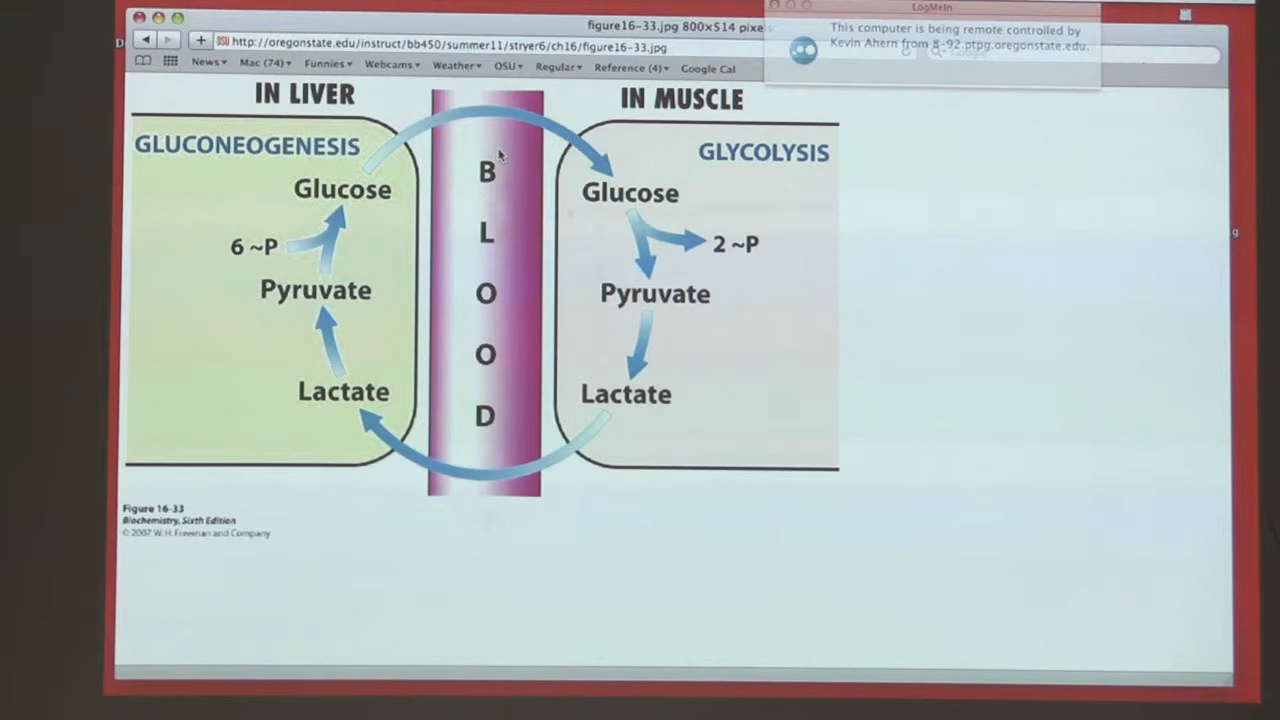 figure16-33.jpg 800×514 pixels
LogMeIn
This computer is being remote controlled by
Kevin Ahern from 8-92.ptpg.oregonstate.edu.
http://oregonstate.edu/instruct/bb450/summer11/stryer6/ch16/figure16-33.jpg
Google
News▾ Mac (74)▾ Funnies▾ Webcams▾ Weather▾ OSU▾ Regular▾ Reference (4)▾ Google Cal
IN LIVER
IN MUSCLE
GLUCONEOGENESIS
GLYCOLYSIS
BLOOD
Glucose
6 ~P
Pyruvate
Lactate
Glucose
2 ~P
Pyruvate
Lactate
Figure 16-33
Biochemistry, Sixth Edition
© 2007 W.H. Freeman and Company